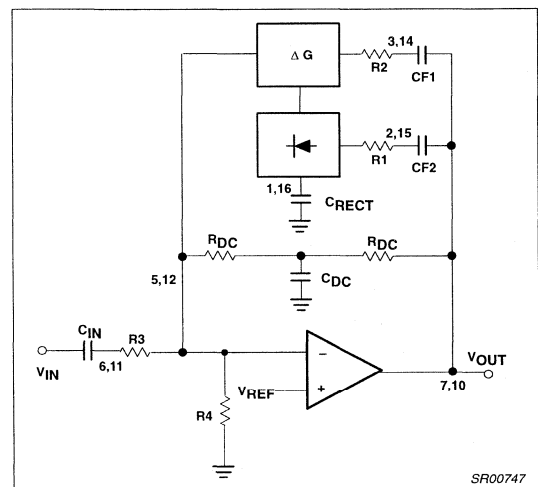 Δ G
3,14
R2
CF1
2,15
R1
CF2
1,16
CRECT
RDC
RDC
5,12
CDC
CIN
R3
6,11
VIN
−
+
VREF
R4
VOUT
7,10
SR00747